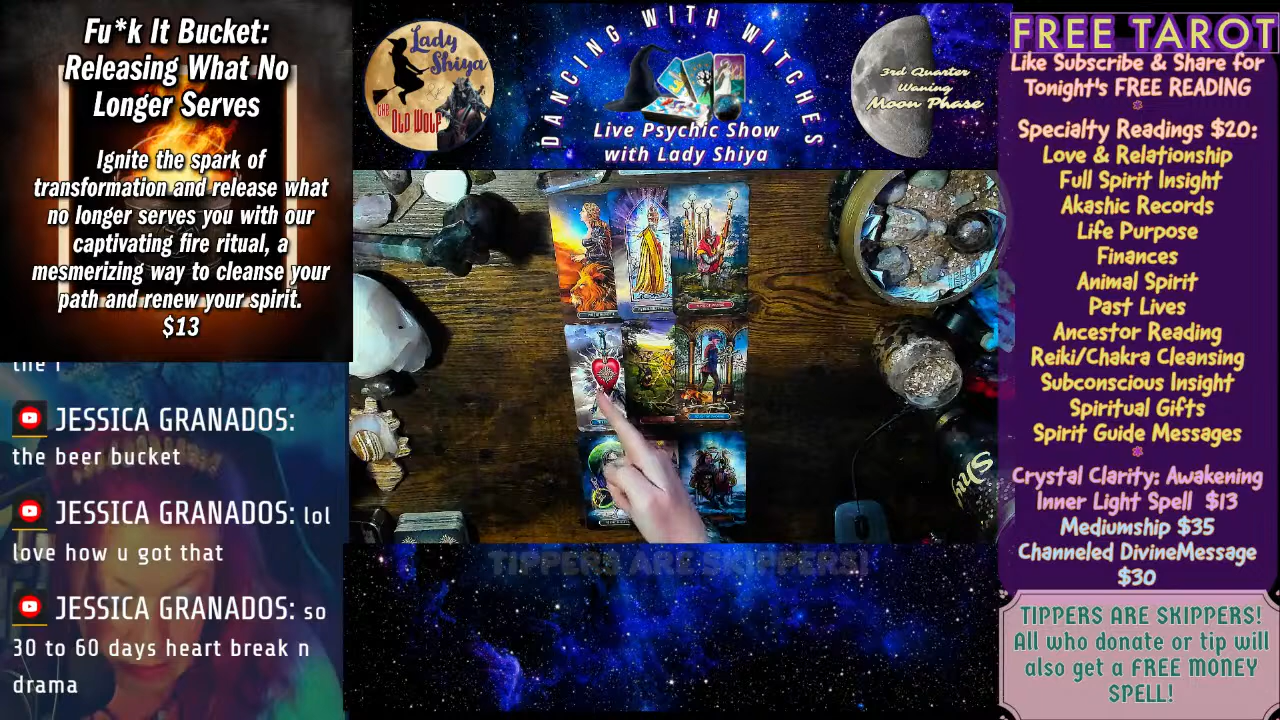 Fu*k It Bucket:
Releasing What No
Longer Serves
Ignite the spark of
transformation and release what
no longer serves you with our
captivating fire ritual, a
mesmerizing way to cleanse your
path and renew your spirit.
$13
JESSICA GRANADOS:
the beer bucket
JESSICA GRANADOS: lol
love how u got that
JESSICA GRANADOS: so
30 to 60 days heart break n
drama
Lady
Shiya
the OLD WOLF
DANCING WITH WITCHES
Live Psychic Show
with Lady Shiya
3rd Quarter
Waning
Moon Phase
TIPPERS ARE SKIPPERS!
FREE TAROT
Like Subscribe & Share for
Tonight's FREE READING
Specialty Readings $20:
Love & Relationship
Full Spirit Insight
Akashic Records
Life Purpose
Finances
Animal Spirit
Past Lives
Ancestor Reading
Reiki/Chakra Cleansing
Subconscious Insight
Spiritual Gifts
Spirit Guide Messages
Crystal Clarity: Awakening
Inner Light Spell $13
Mediumship $35
Channeled DivineMessage
$30
TIPPERS ARE SKIPPERS!
All who donate or tip will
also get a FREE MONEY
SPELL!